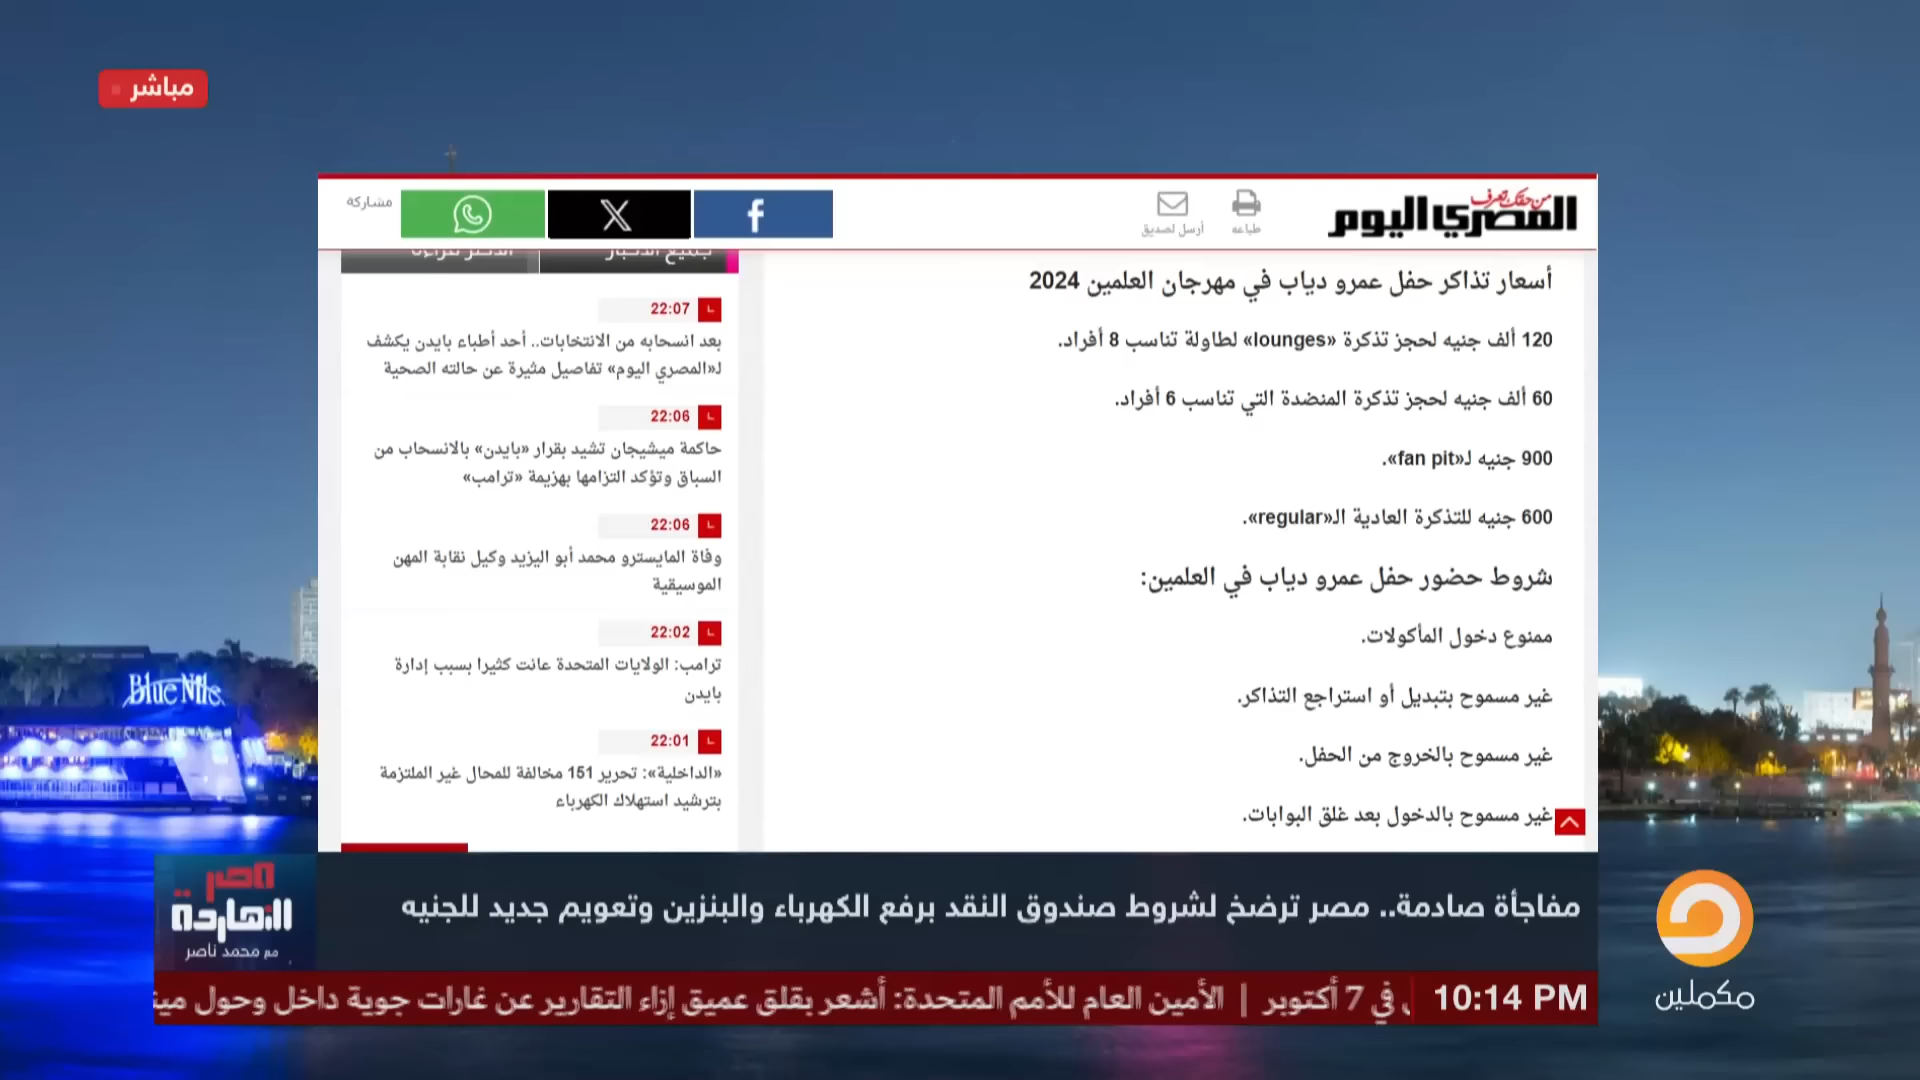 مباشر
من حقك تعرف
المصري اليوم
طباعه
أرسل لصديق
مشاركة
أسعار تذاكر حفل عمرو دياب في مهرجان العلمين 2024
120 ألف جنيه لحجز تذكرة «lounges» لطاولة تناسب 8 أفراد.
60 ألف جنيه لحجز تذكرة المنضدة التي تناسب 6 أفراد.
900 جنيه لـ«fan pit».
600 جنيه للتذكرة العادية الـ«regular».
شروط حضور حفل عمرو دياب في العلمين:
ممنوع دخول المأكولات.
غير مسموح بتبديل أو استراجع التذاكر.
غير مسموح بالخروج من الحفل.
غير مسموح بالدخول بعد غلق البوابات.
22:07
بعد انسحابه من الانتخابات.. أحد أطباء بايدن يكشف
لـ«المصري اليوم» تفاصيل مثيرة عن حالته الصحية
22:06
حاكمة ميشيجان تشيد بقرار «بايدن» بالانسحاب من
السباق وتؤكد التزامها بهزيمة «ترامب»
22:06
وفاة المايسترو محمد أبو اليزيد وكيل نقابة المهن
الموسيقية
22:02
ترامب: الولايات المتحدة عانت كثيرا بسبب إدارة
بايدن
22:01
«الداخلية»: تحرير 151 مخالفة للمحال غير الملتزمة
بترشيد استهلاك الكهرباء
Blue Nile
مصر
النهاردة
مع محمد ناصر
مفاجأة صادمة.. مصر ترضخ لشروط صندوق النقد برفع الكهرباء والبنزين وتعويم جديد للجنيه
10:14 PM
في 7 أكتوبر | الأمين العام للأمم المتحدة: أشعر بقلق عميق إزاء التقارير عن غارات جوية داخل وحول
مكملين